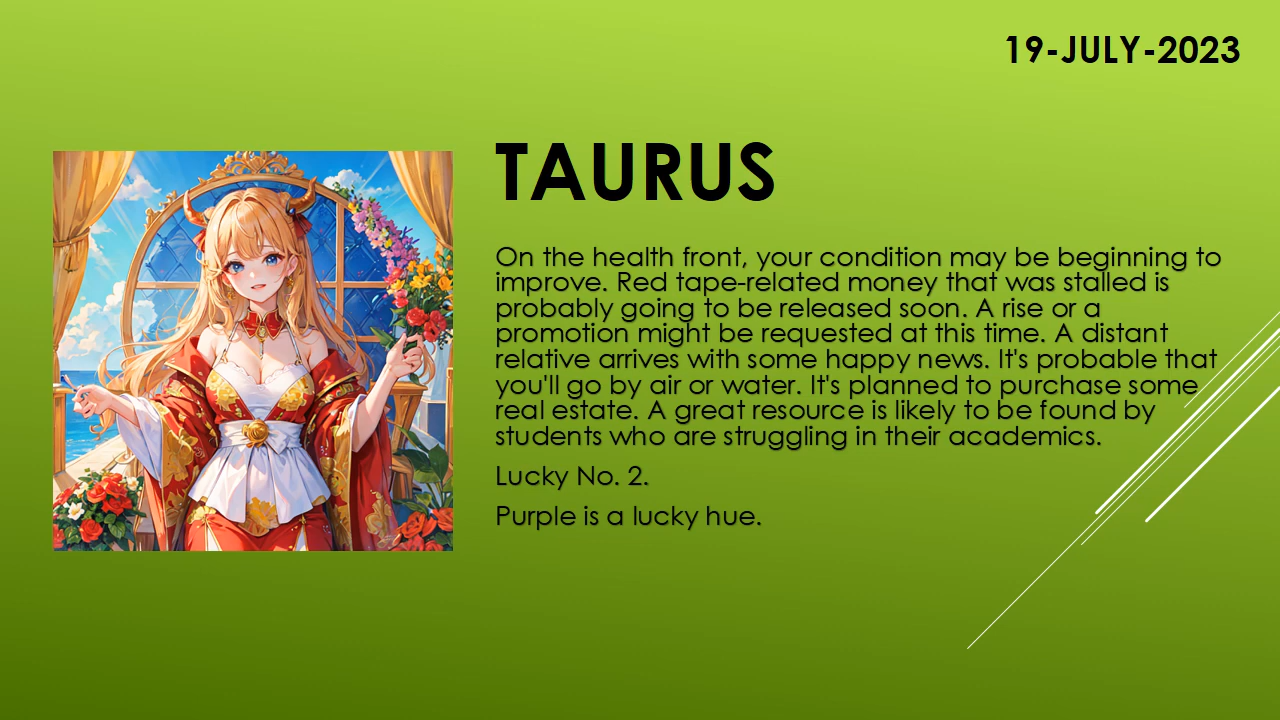 19-JULY-2023
TAURUS
On the health front, your condition may be beginning to
improve. Red tape-related money that was stalled is
probably going to be released soon. A rise or a
promotion might be requested at this time. A distant
relative arrives with some happy news. It's probable that
you'll go by air or water. It's planned to purchase some
real estate. A great resource is likely to be found by
students who are struggling in their academics.
Lucky No. 2.
Purple is a lucky hue.